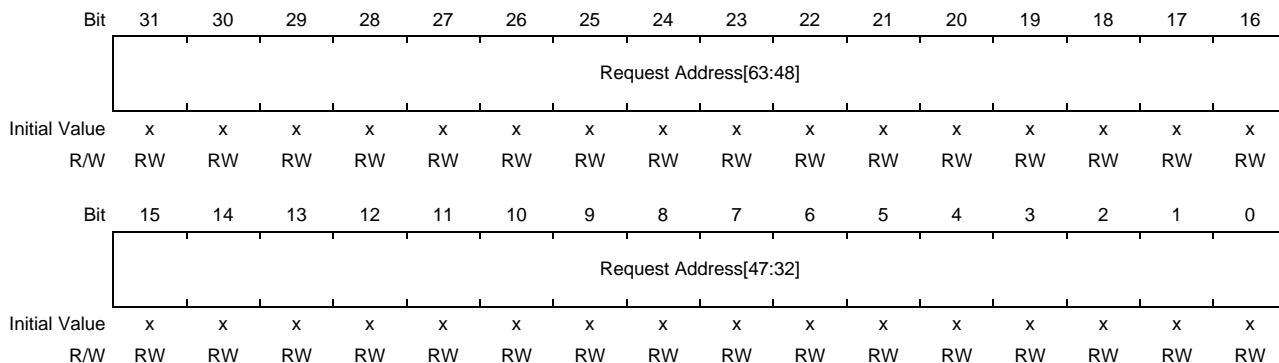 Bit 31 30 29 28 27 26 25 24 23 22 21 20 19 18 17 16
Request Address[63:48]
Initial Value x x x x x x x x x x x x x x x x
R/W RW RW RW RW RW RW RW RW RW RW RW RW RW RW RW RW
Bit 15 14 13 12 11 10 9 8 7 6 5 4 3 2 1 0
Request Address[47:32]
Initial Value x x x x x x x x x x x x x x x x
R/W RW RW RW RW RW RW RW RW RW RW RW RW RW RW RW RW